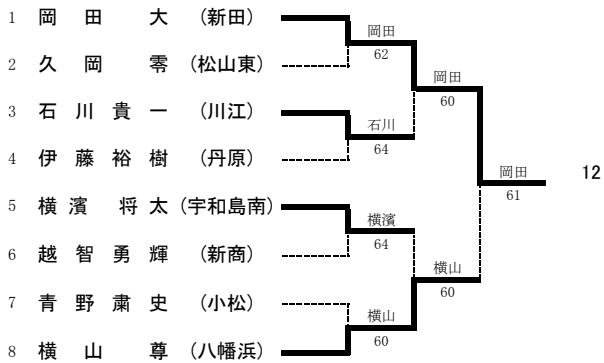 1 岡田大 (新田)
2 久岡零 (松山東)
3 石川貴一 (川江)
4 伊藤裕樹 (丹原)
5 横濱将太 (宇和島南)
6 越智勇輝 (新商)
7 青野粛史 (小松)
8 横山尊 (八幡浜)
岡田
62
石川
64
横濱
64
横山
60
岡田
60
横山
60
岡田
61
12